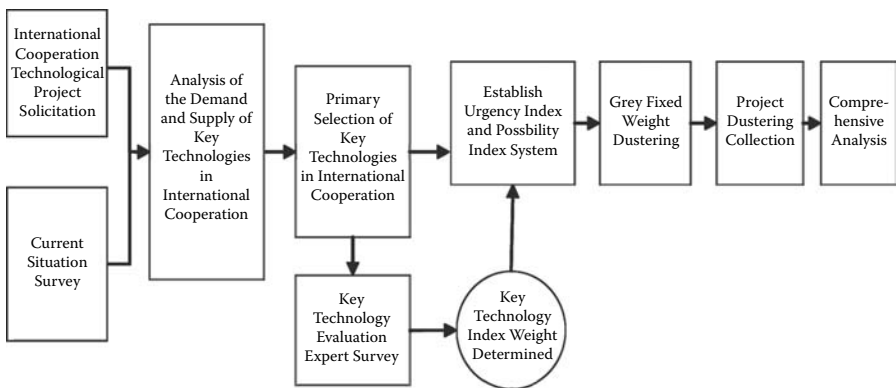 International
Cooperation
Technological
Project
Solicitation
Current
Situation
Survey
Analysis of
the Demand
and Supply of
Key
Technologies
in
International
Cooperation
Primary
Selection of
Key
Technologies
in International
Cooperation
Key
Technology
Evaluation
Expert Survey
Key
Technology
Index Weight
Determined
Establish
Urgency Index
and Possbility
Index System
Grey Fixed
Weight
Dustering
Project
Dustering
Collection
Compre-
hensive
Analysis